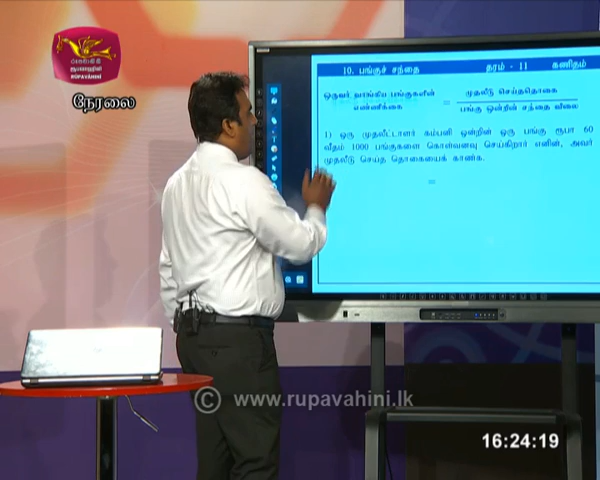 RUPAVAHINI
நேரலை
10. பங்குச் சந்தை தரம் - 11 கணிதம்
ஒருவர் வாங்கிய பங்குகளின் எண்ணிக்கை = முதலீடு செய்ததொகை
பங்கு ஒன்றின் சந்தை விலை
1) ஒரு முதலீட்டாளர் கம்பனி ஒன்றின் ஒரு பங்கு ரூபா 60
வீதம் 1000 பங்குகளை கொள்வனவு செய்கிறார் எனின், அவர்
முதலீடு செய்த தொகையைக் காண்க.
=
© www.rupavahini.lk
16:24:19